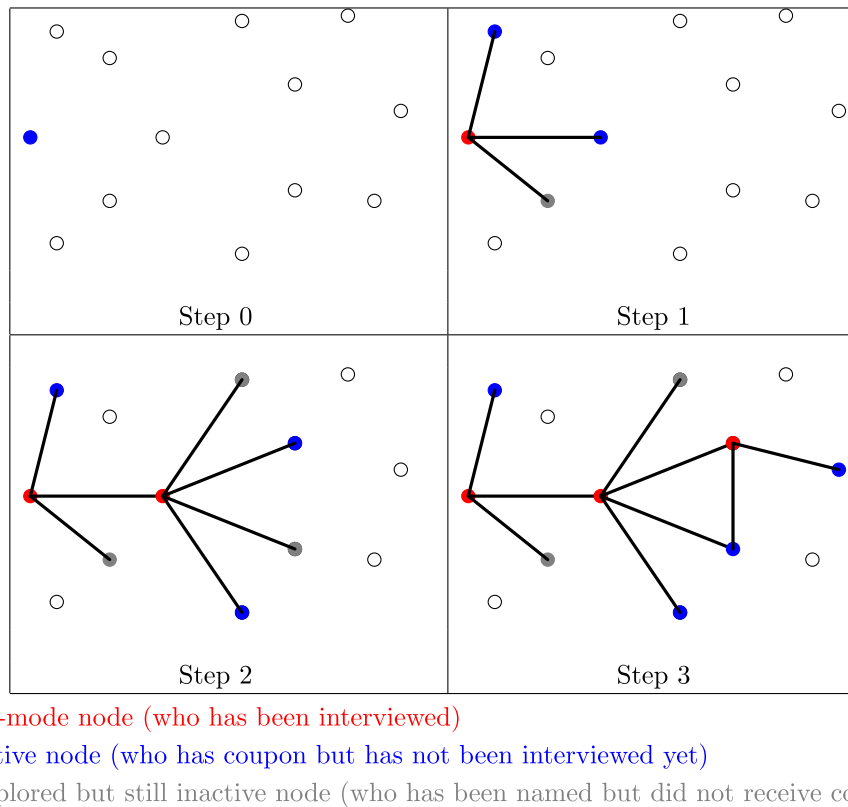 Step 0
Step 1
Step 2
Step 3
-mode node (who has been interviewed)
tive node (who has coupon but has not been interviewed yet)
plored but still inactive node (who has been named but did not receive co